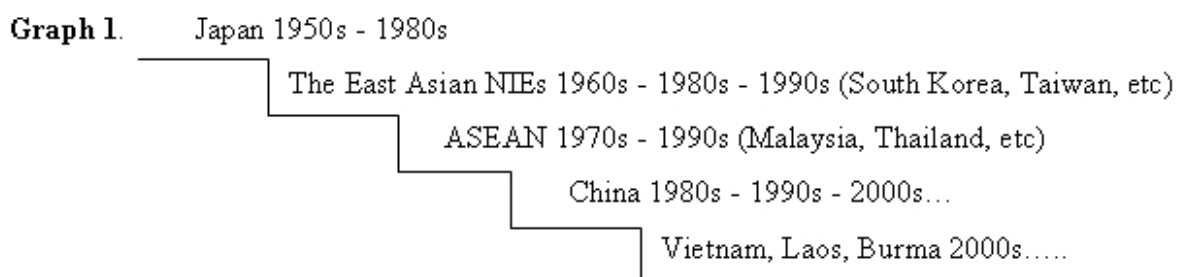 Graph 1. Japan 1950s - 1980s
The East Asian NIEs 1960s - 1980s - 1990s (South Korea, Taiwan, etc)
ASEAN 1970s - 1990s (Malaysia, Thailand, etc)
China 1980s - 1990s - 2000s...
Vietnam, Laos, Burma 2000s.....